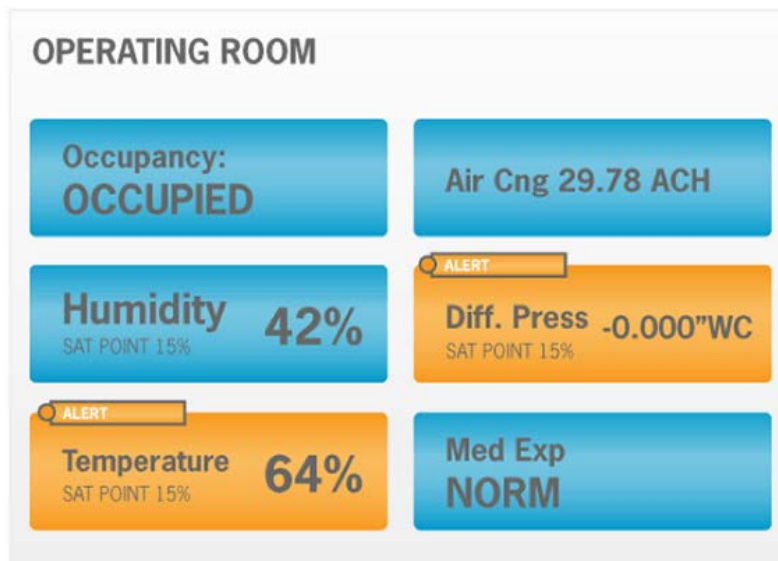 OPERATING ROOM
Occupancy:
OCCUPIED
Air Cng 29.78 ACH
Humidity 42%
SAT POINT 15%
ALERT
Diff. Press -0.000”WC
SAT POINT 15%
ALERT
Temperature 64%
SAT POINT 15%
Med Exp
NORM